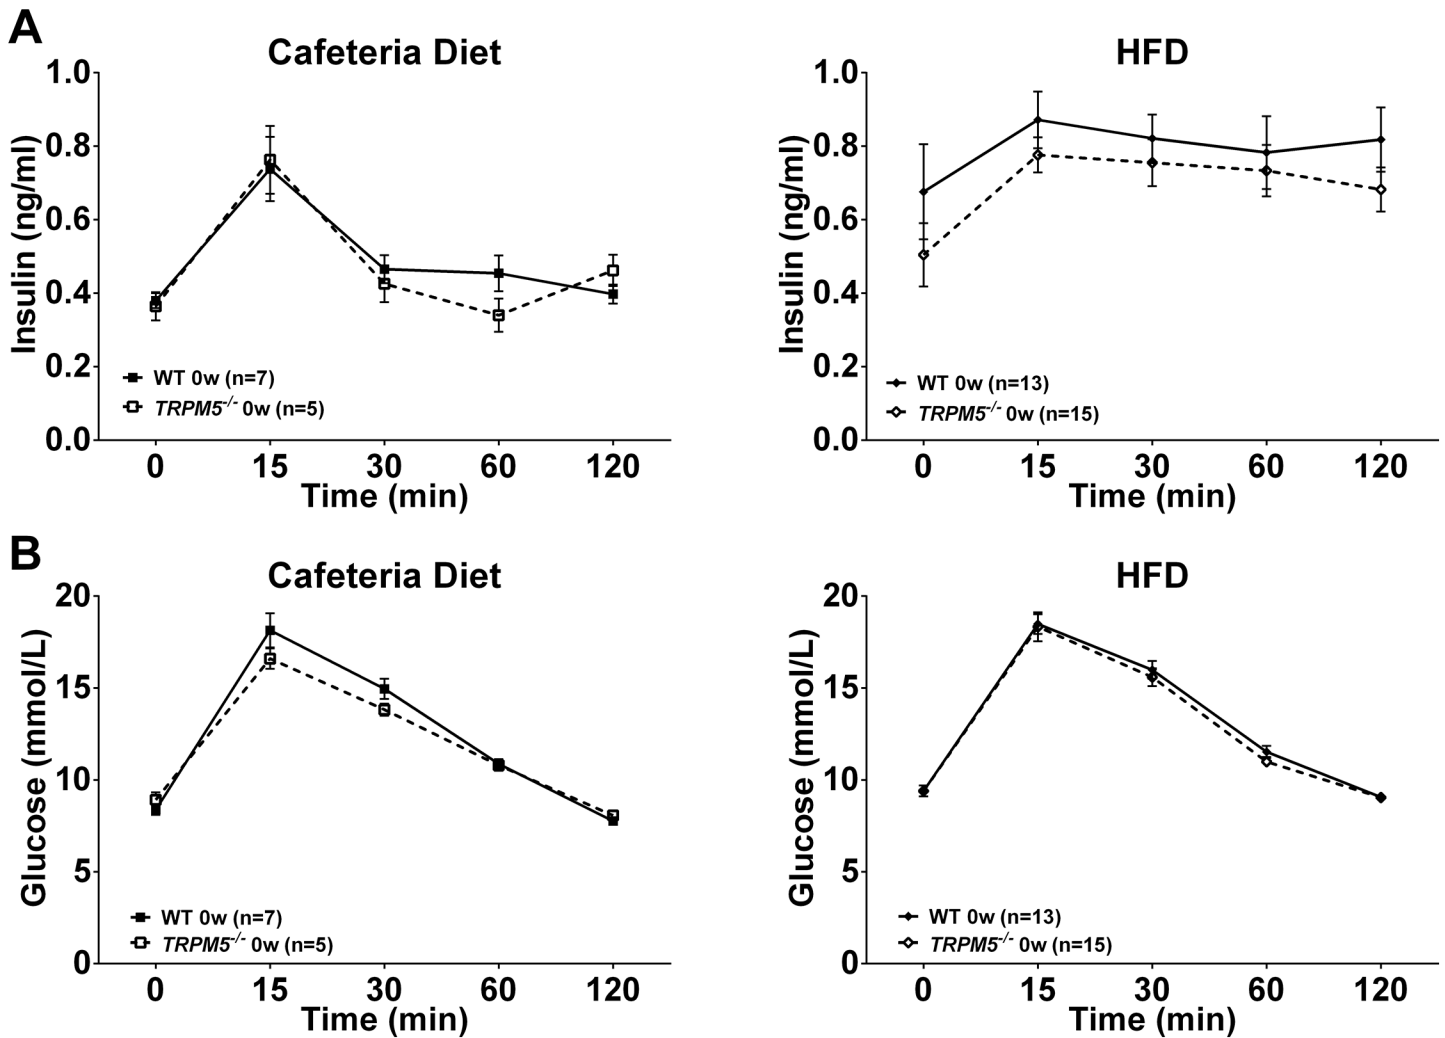 A
Cafeteria Diet
1.0
0.8
0.6
0.4
0.2
0.0
Insulin (ng/ml)
WT 0w (n=7)
TRPM5-/- 0w (n=5)
0 15 30 60 120
Time (min)
HFD
1.0
0.8
0.6
0.4
0.2
0.0
Insulin (ng/ml)
WT 0w (n=13)
TRPM5-/- 0w (n=15)
0 15 30 60 120
Time (min)
B
Cafeteria Diet
20
15
10
5
0
Glucose (mmol/L)
WT 0w (n=7)
TRPM5-/- 0w (n=5)
0 15 30 60 120
Time (min)
HFD
20
15
10
5
0
Glucose (mmol/L)
WT 0w (n=13)
TRPM5-/- 0w (n=15)
0 15 30 60 120
Time (min)